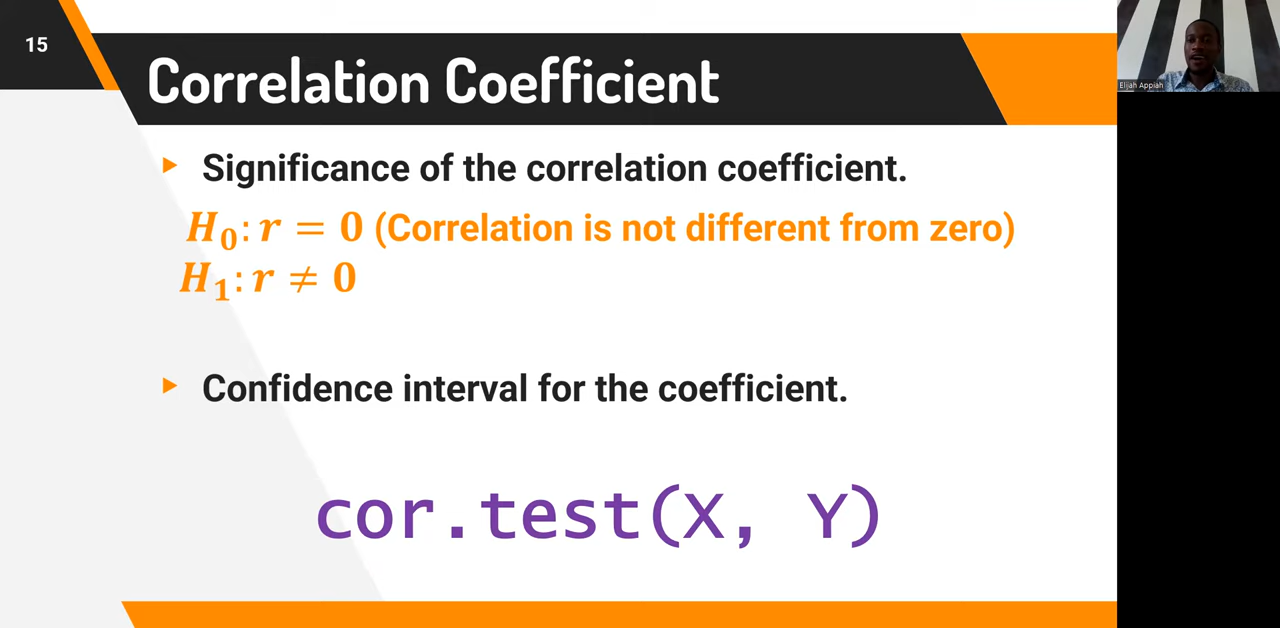 15
Correlation Coefficient
Elijah Appiah
Significance of the correlation coefficient.
H₀: r = 0 (Correlation is not different from zero)
H₁: r ≠ 0
Confidence interval for the coefficient.
cor.test(X, Y)